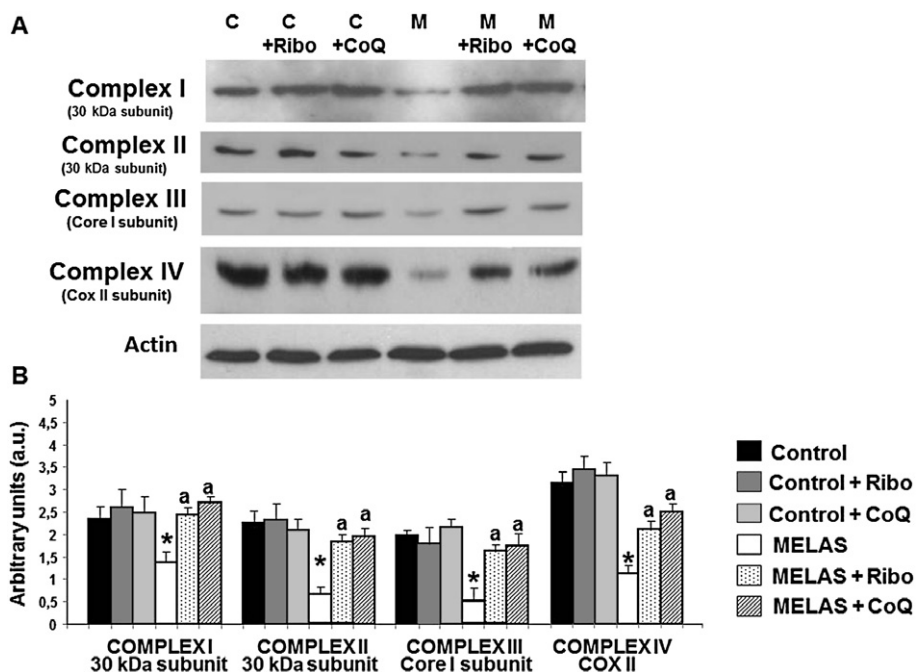 A
C C C M M M
+Ribo +CoQ +Ribo +CoQ
Complex I
(30 kDa subunit)
Complex II
(30 kDa subunit)
Complex III
(Core I subunit)
Complex IV
(Cox II subunit)
Actin
B
Arbitrary units (a.u.)
5
4,5
4
3,5
3
2,5
2
1,5
1
0,5
0
* a a
* a a
* a a
* a a
COMPLEX I
30 kDa subunit
COMPLEX II
30 kDa subunit
COMPLEX III
Core I subunit
COMPLEX IV
COX II
Control
Control + Ribo
Control + CoQ
MELAS
MELAS + Ribo
MELAS + CoQ